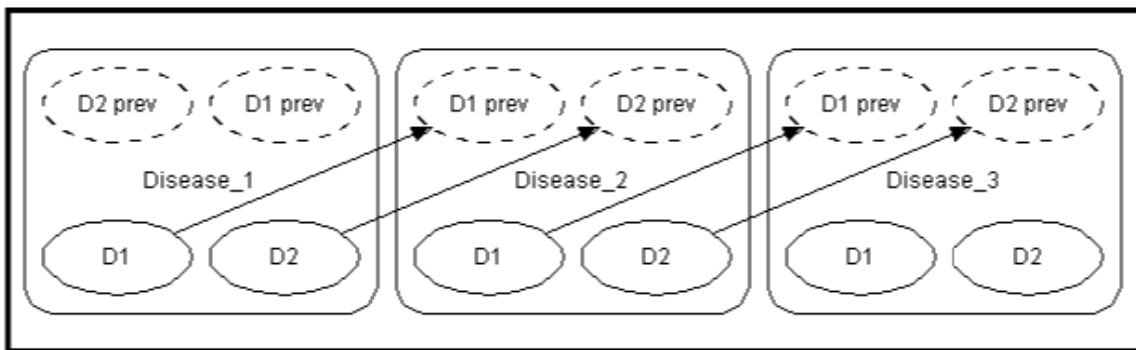 D2 prev D1 prev D1 prev D2 prev D1 prev D2 prev
Disease_1 Disease_2 Disease_3
D1 D2 D1 D2 D1 D2